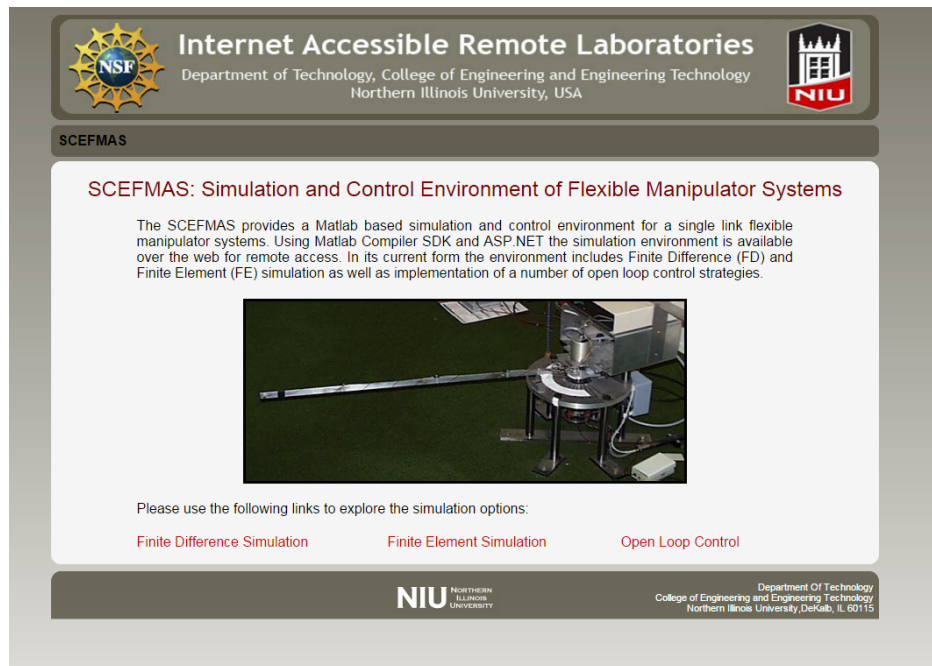 NSF
Internet Accessible Remote Laboratories
Department of Technology, College of Engineering and Engineering Technology
Northern Illinois University, USA
NIU
SCEFMAS
SCEFMAS: Simulation and Control Environment of Flexible Manipulator Systems
The SCEFMAS provides a Matlab based simulation and control environment for a single link flexible
manipulator systems. Using Matlab Compiler SDK and ASP.NET the simulation environment is available
over the web for remote access. In its current form the environment includes Finite Difference (FD) and
Finite Element (FE) simulation as well as implementation of a number of open loop control strategies.
Please use the following links to explore the simulation options:
Finite Difference Simulation
Finite Element Simulation
Open Loop Control
NIU Northern
Illinois
University
Department Of Technology
College of Engineering and Engineering Technology
Northern Illinois University,DeKalb, IL 60115